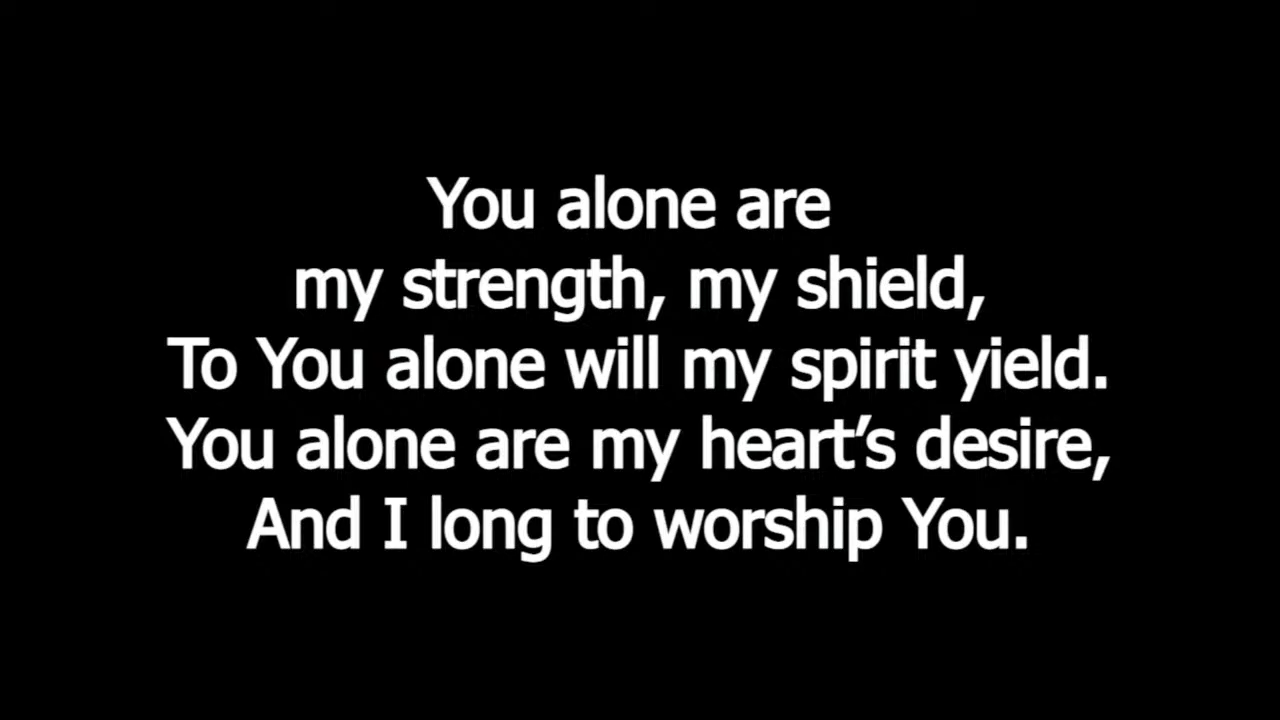 You alone are
my strength, my shield,
To You alone will my spirit yield.
You alone are my heart’s desire,
And I long to worship You.